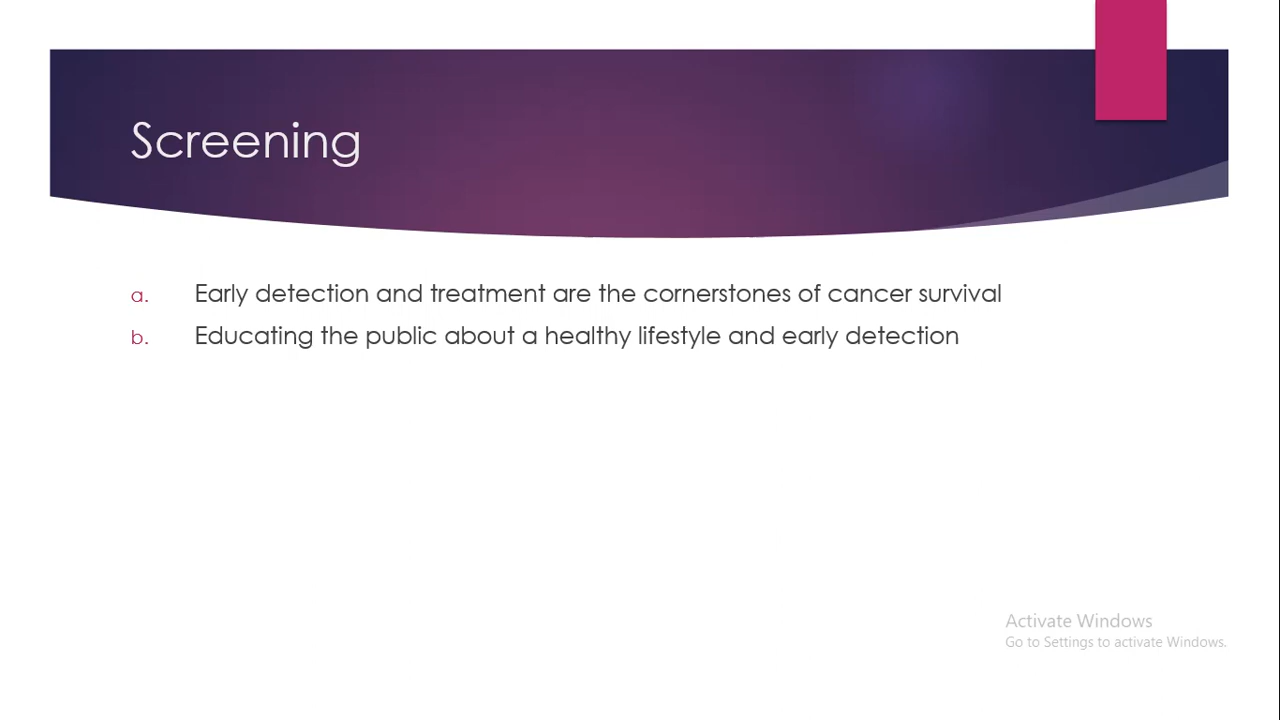 Screening
a. Early detection and treatment are the cornerstones of cancer survival
b. Educating the public about a healthy lifestyle and early detection
Activate Windows
Go to Settings to activate Windows.